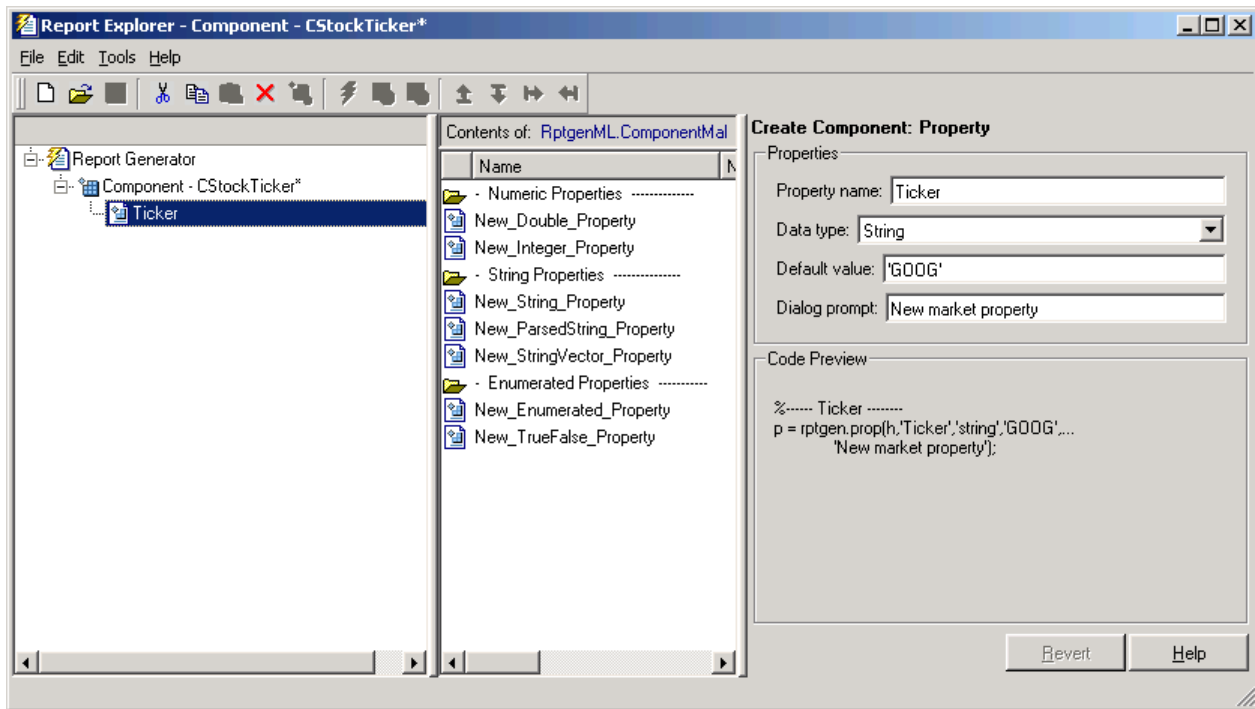 Report Explorer - Component - CStockTicker*
File Edit Tools Help
Report Generator
Component - CStockTicker*
Ticker
Contents of: RptgenML.ComponentMal
Name N
- Numeric Properties -------------
New_Double_Property
New_Integer_Property
- String Properties --------------
New_String_Property
New_ParsedString_Property
New_StringVector_Property
- Enumerated Properties ----------
New_Enumerated_Property
New_TrueFalse_Property
Create Component: Property
Properties
Property name: Ticker
Data type: String
Default value: 'GOOG'
Dialog prompt: New market property
Code Preview
%------ Ticker --------
p = rptgen.prop(h,'Ticker','string','GOOG',...
'New market property');
Revert Help